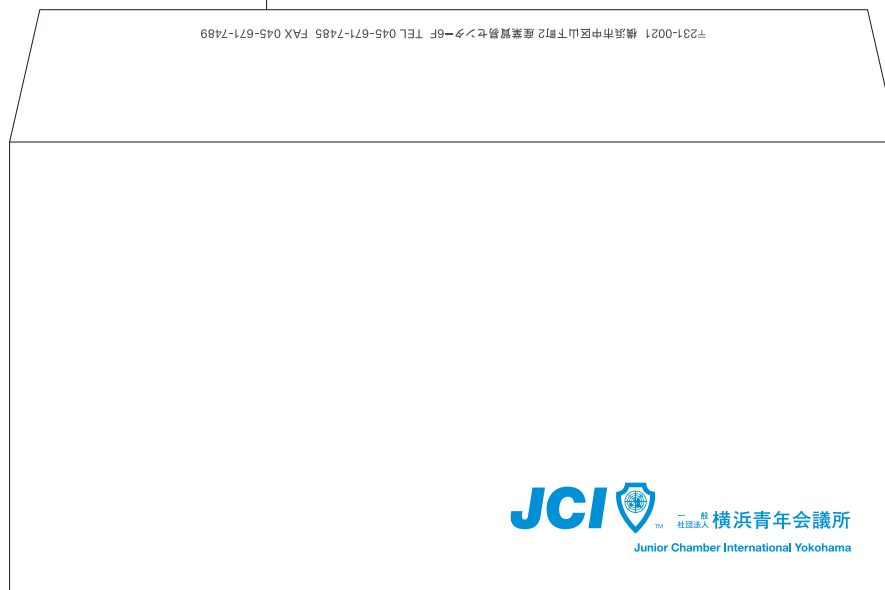 〒231-0021 横浜市中区山下町2 産業貿易センター6F TEL 045-671-7485 FAX 045-671-7489
JCI
TM
一般
社団法人 横浜青年会議所
Junior Chamber International Yokohama